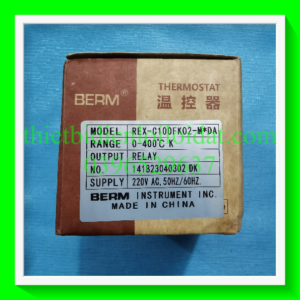 BERM®
THERMOSTAT
温控器
MODEL REX-C100FK02-M*DA
RANGE 0-400℃ K
OUTPUT RELAY
NO. 141823040302 DK
SUPPLY 220V AC, 50HZ/60HZ.
BERM INSTRUMENT INC.
MADE IN CHINA